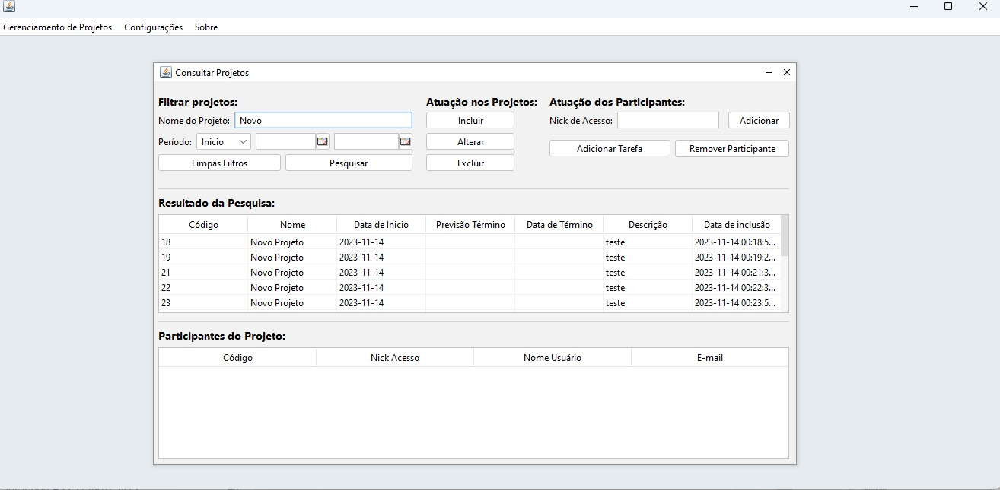 Gerenciamento de Projetos Configurações Sobre
Consultar Projetos
Filtrar projetos: Atuação nos Projetos: Atuação dos Participantes:
Nome do Projeto: Novo Incluir Nick de Acesso: Adicionar
Período: Inicio Alterar Adicionar Tarefa Remover Participante
Limpas Filtros Pesquisar Excluir
Resultado da Pesquisa:
Código Nome Data de Inicio Previsão Término Data de Término Descrição Data de inclusão
18 Novo Projeto 2023-11-14 teste 2023-11-14 00:18:5...
19 Novo Projeto 2023-11-14 teste 2023-11-14 00:19:2...
21 Novo Projeto 2023-11-14 teste 2023-11-14 00:21:3...
22 Novo Projeto 2023-11-14 teste 2023-11-14 00:22:3...
23 Novo Projeto 2023-11-14 teste 2023-11-14 00:23:5...
Participantes do Projeto:
Código Nick Acesso Nome Usuário E-mail